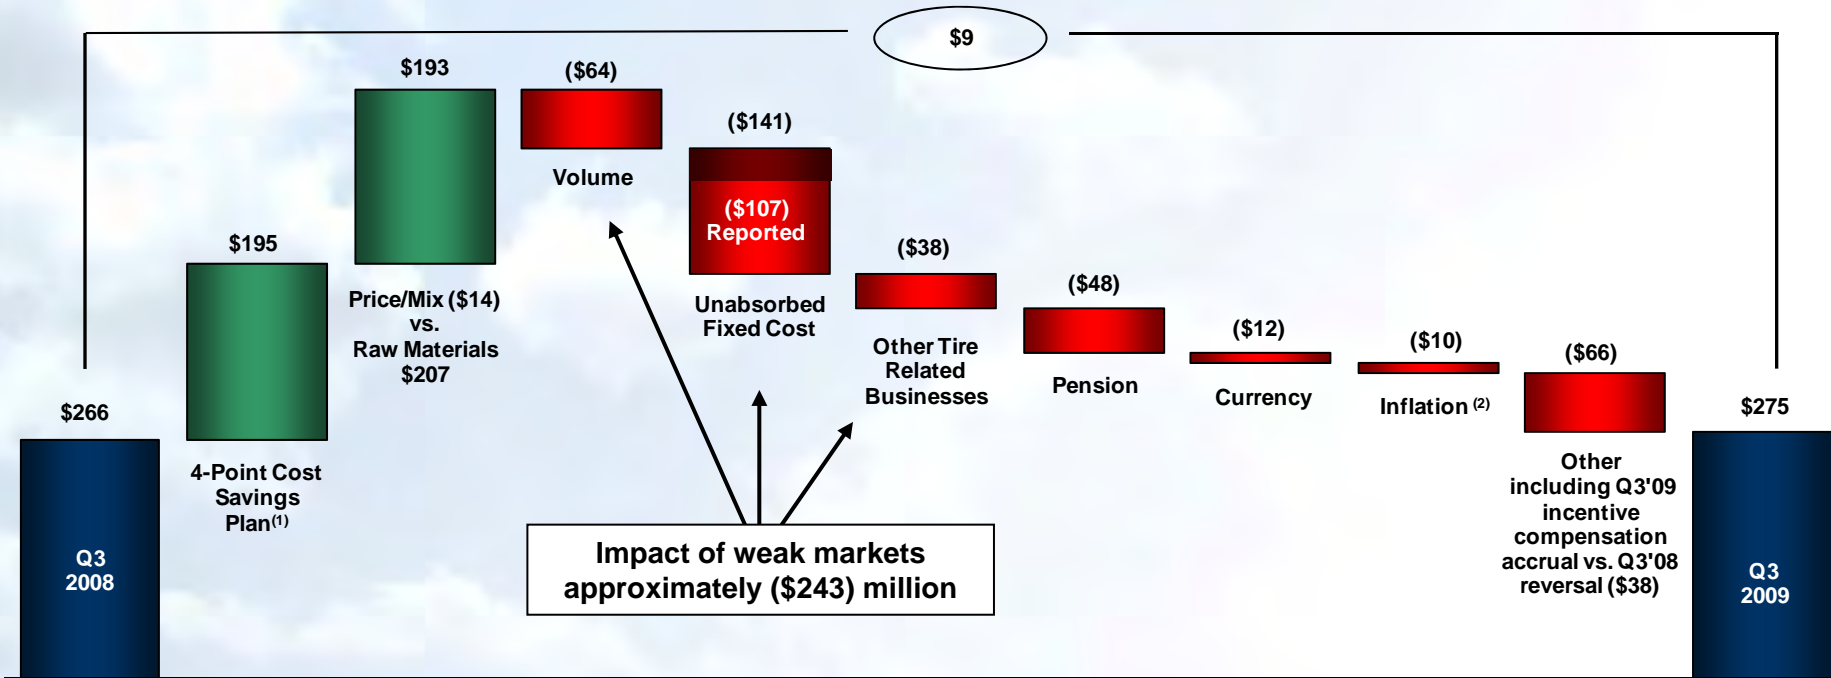 $9
$266
Q3
2008
$195
4-Point Cost
Savings
Plan(1)
$193
Price/Mix ($14)
vs.
Raw Materials
$207
($64)
Volume
($141)
($107)
Reported
Unabsorbed
Fixed Cost
($38)
Other Tire
Related
Businesses
($48)
Pension
($12)
Currency
($10)
Inflation (2)
($66)
Other
including Q3'09
incentive
compensation
accrual vs. Q3'08
reversal ($38)
$275
Q3
2009
Impact of weak markets
approximately ($243) million